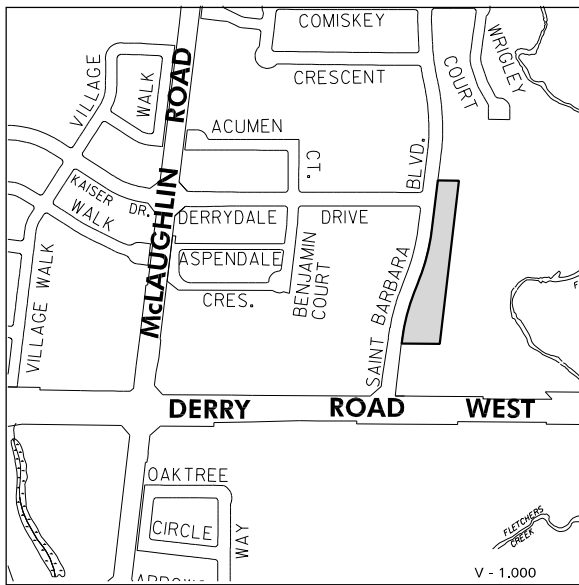 COMISKEY
CRESCENT
WRIGLEY
COURT
VILLAGE
WALK
McLAUGHLIN ROAD
ACUMEN
CT.
BLVD.
KAISER DR.
WALK
DERRYDALE DRIVE
ASPENDALE
CRES.
BENJAMIN
COURT
SAINT BARBARA
VILLAGE WALK
DERRY ROAD WEST
OAKTREE
CIRCLE
WAY
FLETCHERS
CREEK
V - 1.000